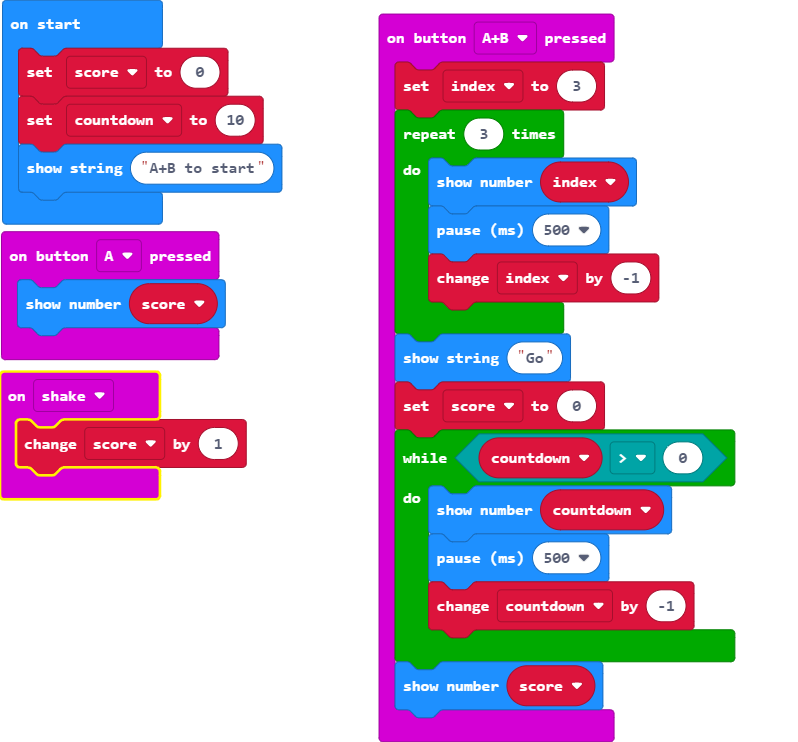 on start
set score to 0
set countdown to 10
show string "A+B to start"
on button A pressed
show number score
on shake
change score by 1
on button A+B pressed
set index to 3
repeat 3 times
do
show number index
pause (ms) 500
change index by -1
show string "Go"
set score to 0
while countdown > 0
do
show number countdown
pause (ms) 500
change countdown by -1
show number score